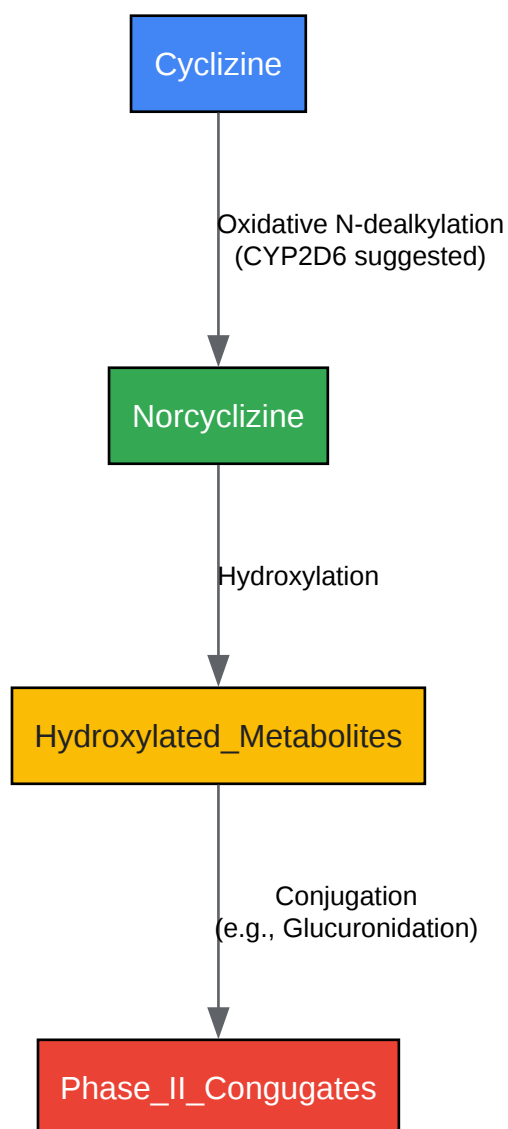 Cyclizine
Oxidative N-dealkylation
(CYP2D6 suggested)
Norcyclizine
Hydroxylation
Hydroxylated_Metabolites
Conjugation
(e.g., Glucuronidation)
Phase_II_Congugates